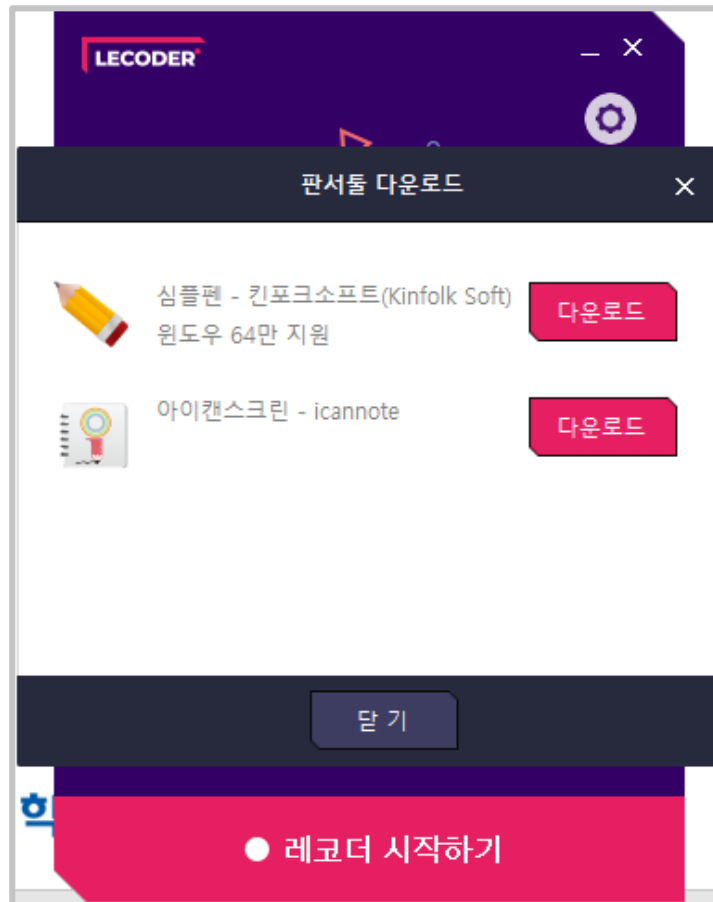 LECODER
판서툴 다운로드
심플펜 - 킨포크소프트(Kinfolk Soft)
윈도우 64만 지원
다운로드
아이캔스크린 - icannote
다운로드
닫 기
레코더 시작하기